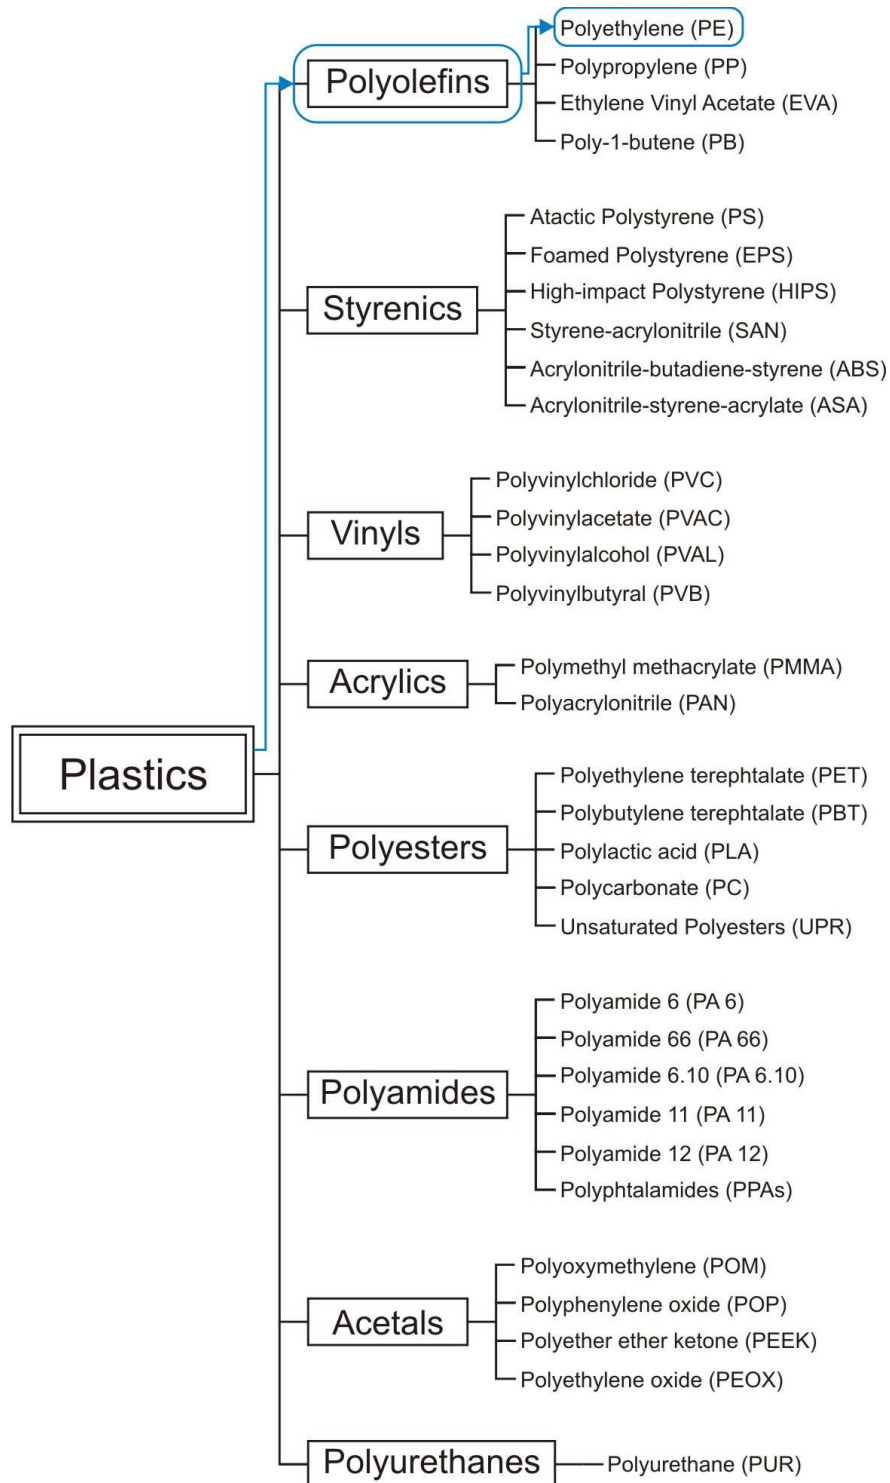 Polyolefins
Polyethylene (PE)
Polypropylene (PP)
Ethylene Vinyl Acetate (EVA)
Poly-1-butene (PB)
Styrenics
Atactic Polystyrene (PS)
Foamed Polystyrene (EPS)
High-impact Polystyrene (HIPS)
Styrene-acrylonitrile (SAN)
Acrylonitrile-butadiene-styrene (ABS)
Acrylonitrile-styrene-acrylate (ASA)
Vinyls
Polyvinylchloride (PVC)
Polyvinylacetate (PVAC)
Polyvinylalcohol (PVAL)
Polyvinylbutyral (PVB)
Acrylics
Polymethyl methacrylate (PMMA)
Polyacrylonitrile (PAN)
Plastics
Polyesters
Polyethylene terephtalate (PET)
Polybutylene terephtalate (PBT)
Polylactic acid (PLA)
Polycarbonate (PC)
Unsaturated Polyesters (UPR)
Polyamides
Polyamide 6 (PA 6)
Polyamide 66 (PA 66)
Polyamide 6.10 (PA 6.10)
Polyamide 11 (PA 11)
Polyamide 12 (PA 12)
Polyphtalamides (PPAs)
Acetals
Polyoxymethylene (POM)
Polyphenylene oxide (POP)
Polyether ether ketone (PEEK)
Polyethylene oxide (PEOX)
Polyurethanes
Polyurethane (PUR)